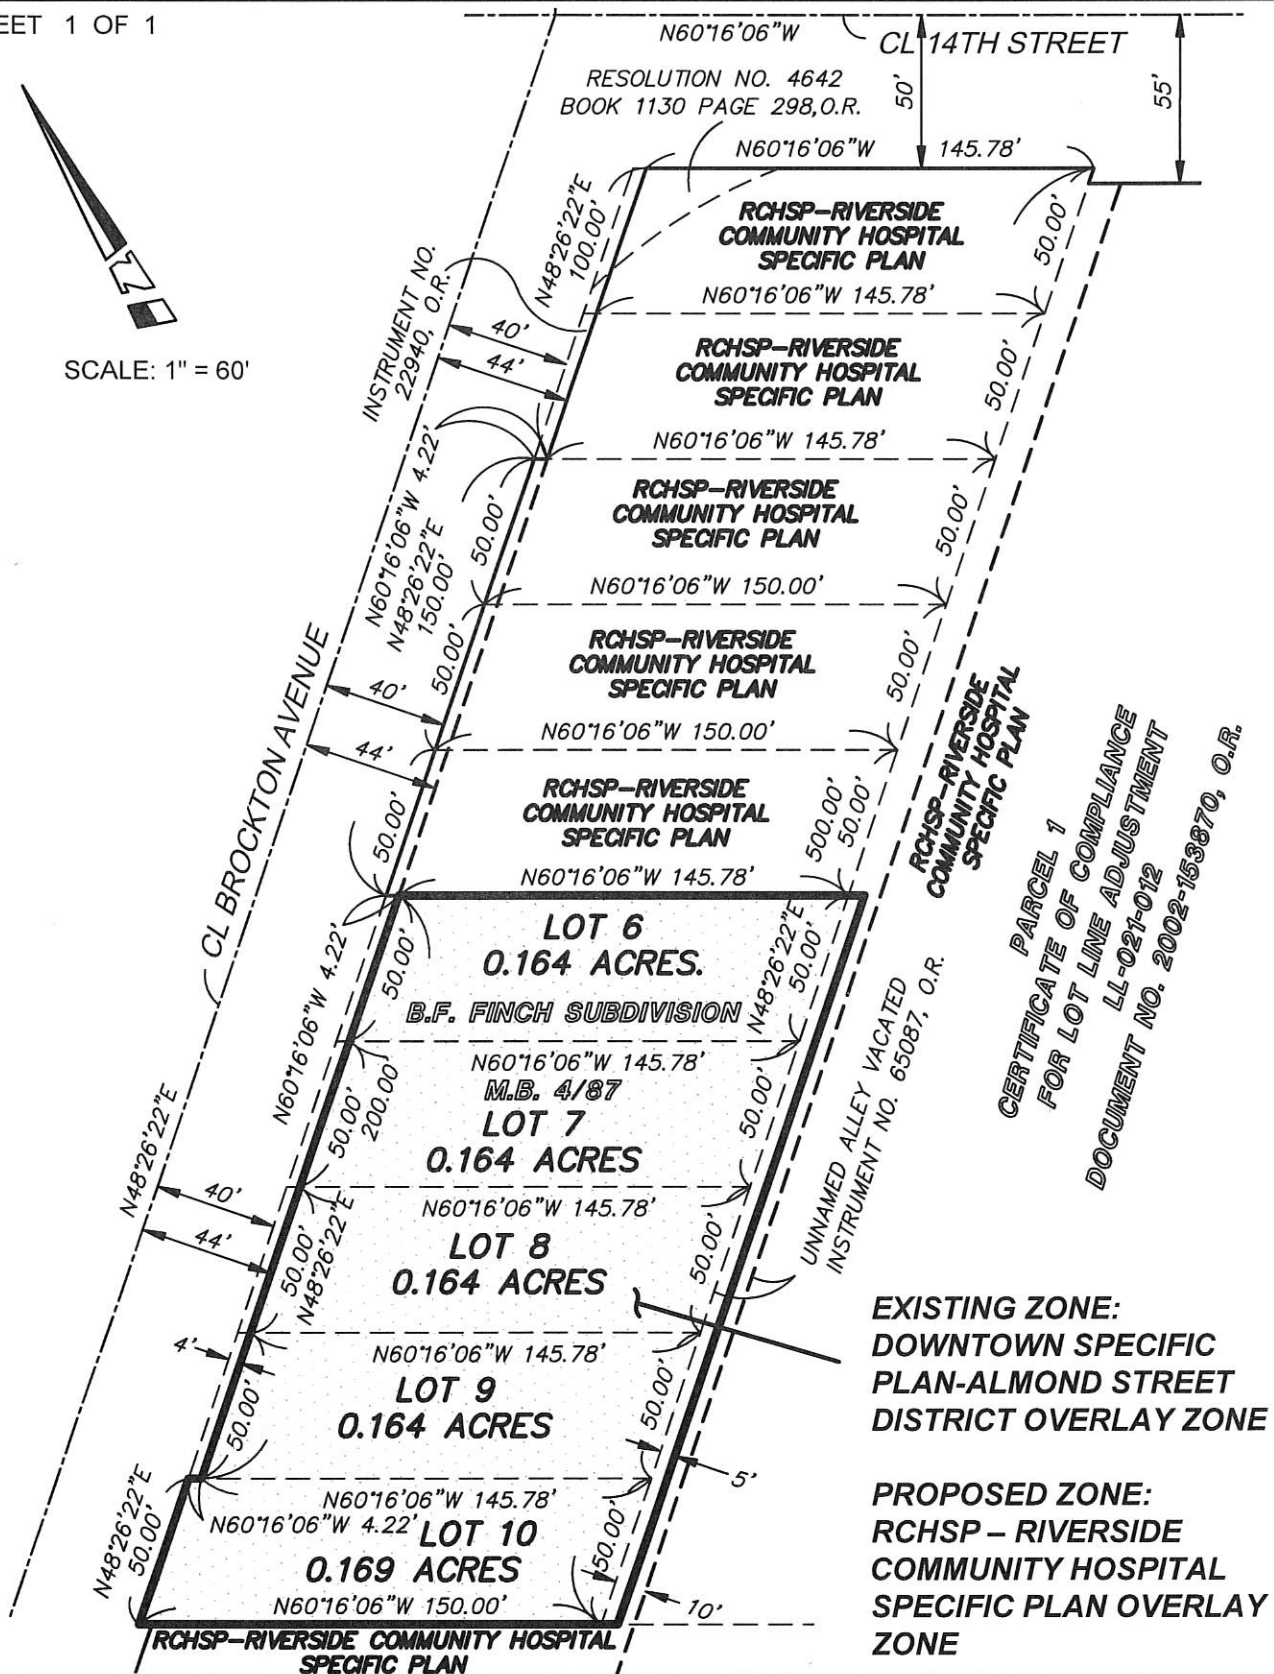 EET 1 OF 1
N60°16'06"W
CL 14TH STREET
RESOLUTION NO. 4642
BOOK 1130 PAGE 298,O.R.
50'
55'
N60°16'06"W 145.78'
N
SCALE: 1" = 60'
INSTRUMENT NO.
22940, O.R.
N48°26'22"E
100.00'
RCHSP-RIVERSIDE
COMMUNITY HOSPITAL
SPECIFIC PLAN
50.00'
N60°16'06"W 145.78'
40'
44'
RCHSP-RIVERSIDE
COMMUNITY HOSPITAL
SPECIFIC PLAN
50.00'
N60°16'06"W 145.78'
N60°16'06"W 4.22'
N48°26'22"E
150.00'
50.00'
RCHSP-RIVERSIDE
COMMUNITY HOSPITAL
SPECIFIC PLAN
50.00'
N60°16'06"W 150.00'
50.00'
RCHSP-RIVERSIDE
COMMUNITY HOSPITAL
SPECIFIC PLAN
50.00'
40'
44'
N60°16'06"W 150.00'
CL BROCKTON AVENUE
50.00'
RCHSP-RIVERSIDE
COMMUNITY HOSPITAL
SPECIFIC PLAN
500.00'
50.00'
RCHSP-RIVERSIDE
COMMUNITY HOSPITAL
SPECIFIC PLAN
PARCEL 1
CERTIFICATE OF COMPLIANCE
FOR LOT LINE ADJUSTMENT
LL-021-012
DOCUMENT NO. 2002-153870, O.R.
N60°16'06"W 145.78'
N60°16'06"W 4.22'
50.00'
LOT 6
0.164 ACRES.
N48°26'22"E
50.00'
B.F. FINCH SUBDIVISION
N60°16'06"W 145.78'
M.B. 4/87
50.00'
200.00'
LOT 7
0.164 ACRES
50.00'
UNNAMED ALLEY VACATED
INSTRUMENT NO. 65087, O.R.
N48°26'22"E
40'
44'
N60°16'06"W 145.78'
50.00'
N48°26'22"E
LOT 8
0.164 ACRES
50.00'
EXISTING ZONE:
DOWNTOWN SPECIFIC
PLAN-ALMOND STREET
DISTRICT OVERLAY ZONE
4'
N60°16'06"W 145.78'
50.00'
LOT 9
0.164 ACRES
50.00'
5'
N60°16'06"W 145.78'
N60°16'06"W 4.22'
N48°26'22"E
50.00'
LOT 10
0.169 ACRES
50.00'
10'
N60°16'06"W 150.00'
PROPOSED ZONE:
RCHSP – RIVERSIDE
COMMUNITY HOSPITAL
SPECIFIC PLAN OVERLAY
ZONE
RCHSP-RIVERSIDE COMMUNITY HOSPITAL
SPECIFIC PLAN